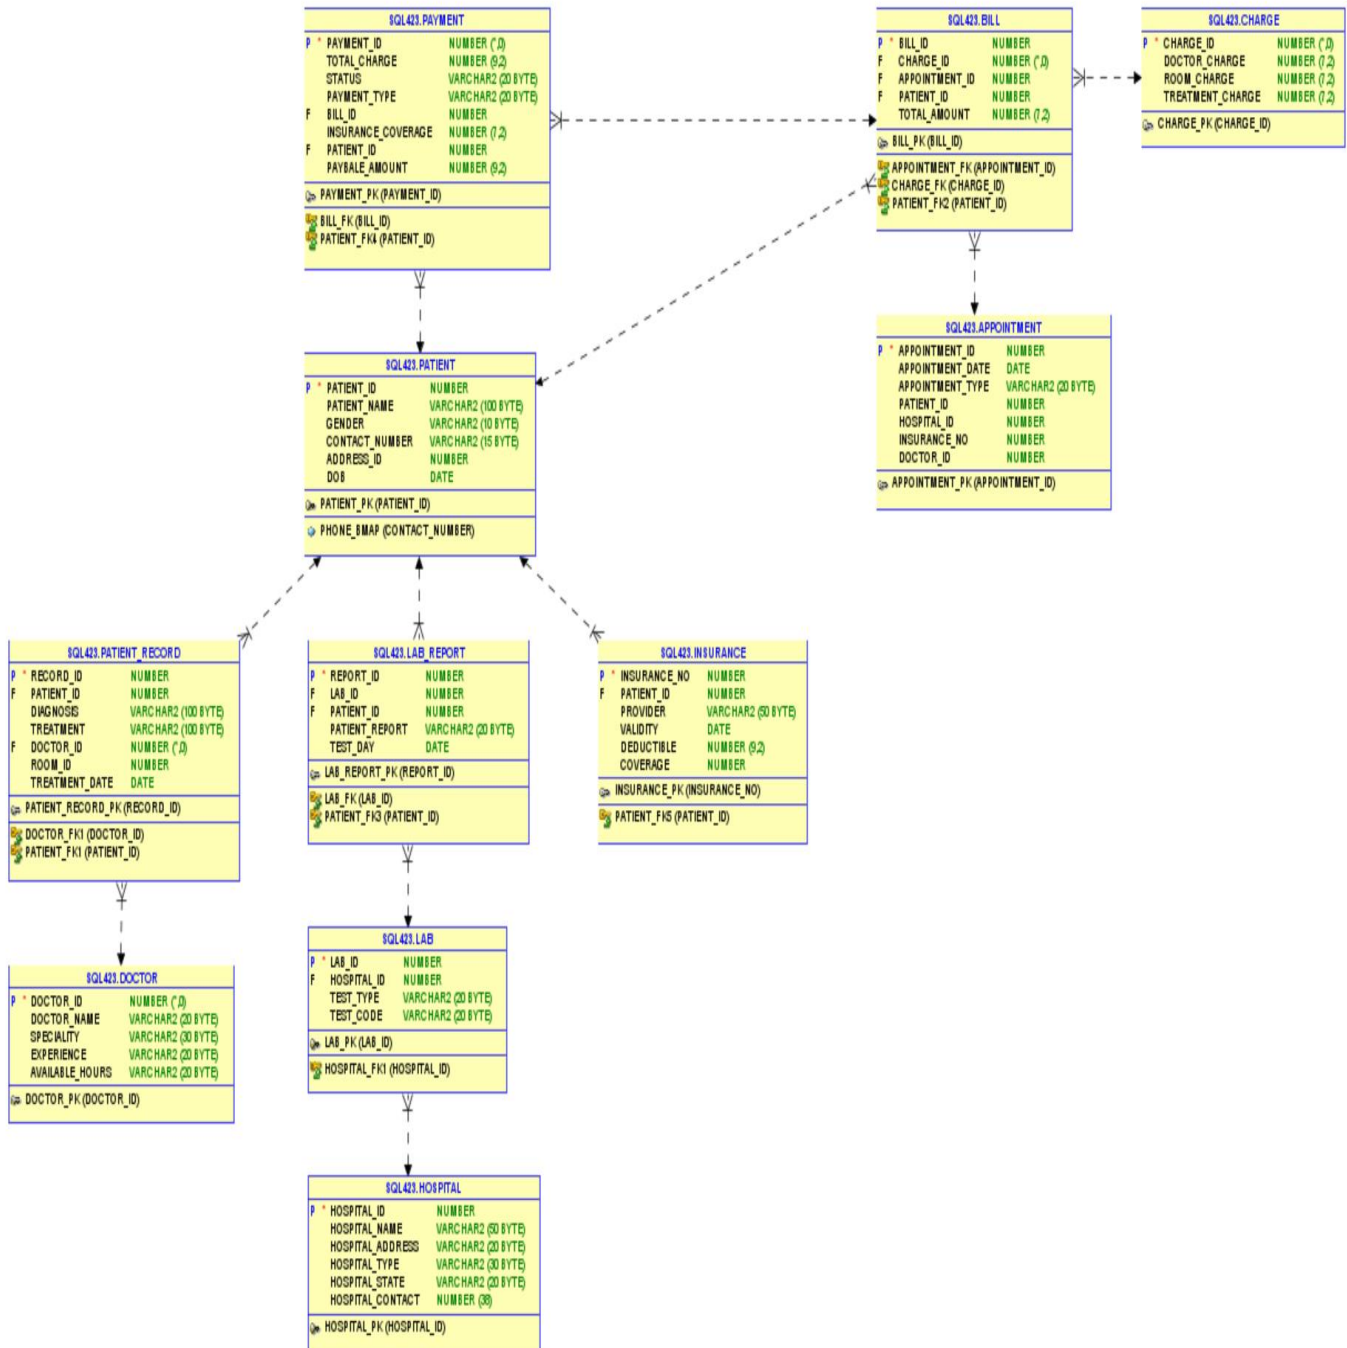 SQL423.PAYMENT
P * PAYMENT_ID NUMBER (*,0)
TOTAL_CHARGE NUMBER (9,2)
STATUS VARCHAR2 (20 BYTE)
PAYMENT_TYPE VARCHAR2 (20 BYTE)
F BILL_ID NUMBER
INSURANCE_COVERAGE NUMBER (7,2)
F PATIENT_ID NUMBER
PAYBALE_AMOUNT NUMBER (9,2)
PAYMENT_PK (PAYMENT_ID)
BILL_FK (BILL_ID)
PATIENT_FK4 (PATIENT_ID)
SQL423.BILL
P * BILL_ID NUMBER
F CHARGE_ID NUMBER (*,0)
F APPOINTMENT_ID NUMBER
F PATIENT_ID NUMBER
TOTAL_AMOUNT NUMBER (7,2)
BILL_PK (BILL_ID)
APPOINTMENT_FK (APPOINTMENT_ID)
CHARGE_FK (CHARGE_ID)
PATIENT_FK2 (PATIENT_ID)
SQL423.CHARGE
P * CHARGE_ID NUMBER (*,0)
DOCTOR_CHARGE NUMBER (7,2)
ROOM_CHARGE NUMBER (7,2)
TREATMENT_CHARGE NUMBER (7,2)
CHARGE_PK (CHARGE_ID)
SQL423.PATIENT
P * PATIENT_ID NUMBER
PATIENT_NAME VARCHAR2 (100 BYTE)
GENDER VARCHAR2 (10 BYTE)
CONTACT_NUMBER VARCHAR2 (15 BYTE)
ADDRESS_ID NUMBER
DOB DATE
PATIENT_PK (PATIENT_ID)
PHONE_BMAP (CONTACT_NUMBER)
SQL423.APPOINTMENT
P * APPOINTMENT_ID NUMBER
APPOINTMENT_DATE DATE
APPOINTMENT_TYPE VARCHAR2 (20 BYTE)
PATIENT_ID NUMBER
HOSPITAL_ID NUMBER
INSURANCE_NO NUMBER
DOCTOR_ID NUMBER
APPOINTMENT_PK (APPOINTMENT_ID)
SQL423.PATIENT_RECORD
P * RECORD_ID NUMBER
F PATIENT_ID NUMBER
DIAGNOSIS VARCHAR2 (100 BYTE)
TREATMENT VARCHAR2 (100 BYTE)
F DOCTOR_ID NUMBER (*,0)
ROOM_ID NUMBER
TREATMENT_DATE DATE
PATIENT_RECORD_PK (RECORD_ID)
DOCTOR_FK1 (DOCTOR_ID)
PATIENT_FK1 (PATIENT_ID)
SQL423.LAB_REPORT
P * REPORT_ID NUMBER
F LAB_ID NUMBER
F PATIENT_ID NUMBER
PATIENT_REPORT VARCHAR2 (20 BYTE)
TEST_DAY DATE
LAB_REPORT_PK (REPORT_ID)
LAB_FK (LAB_ID)
PATIENT_FK3 (PATIENT_ID)
SQL423.INSURANCE
P * INSURANCE_NO NUMBER
F PATIENT_ID NUMBER
PROVIDER VARCHAR2 (50 BYTE)
VALIDITY DATE
DEDUCTIBLE NUMBER (9,2)
COVERAGE NUMBER
INSURANCE_PK (INSURANCE_NO)
PATIENT_FK5 (PATIENT_ID)
SQL423.DOCTOR
P * DOCTOR_ID NUMBER (*,0)
DOCTOR_NAME VARCHAR2 (20 BYTE)
SPECIALITY VARCHAR2 (30 BYTE)
EXPERIENCE VARCHAR2 (20 BYTE)
AVAILABLE_HOURS VARCHAR2 (20 BYTE)
DOCTOR_PK (DOCTOR_ID)
SQL423.LAB
P * LAB_ID NUMBER
F HOSPITAL_ID NUMBER
TEST_TYPE VARCHAR2 (20 BYTE)
TEST_CODE VARCHAR2 (20 BYTE)
LAB_PK (LAB_ID)
HOSPITAL_FK1 (HOSPITAL_ID)
SQL423.HOSPITAL
P * HOSPITAL_ID NUMBER
HOSPITAL_NAME VARCHAR2 (50 BYTE)
HOSPITAL_ADDRESS VARCHAR2 (20 BYTE)
HOSPITAL_TYPE VARCHAR2 (30 BYTE)
HOSPITAL_STATE VARCHAR2 (20 BYTE)
HOSPITAL_CONTACT NUMBER (38)
HOSPITAL_PK (HOSPITAL_ID)